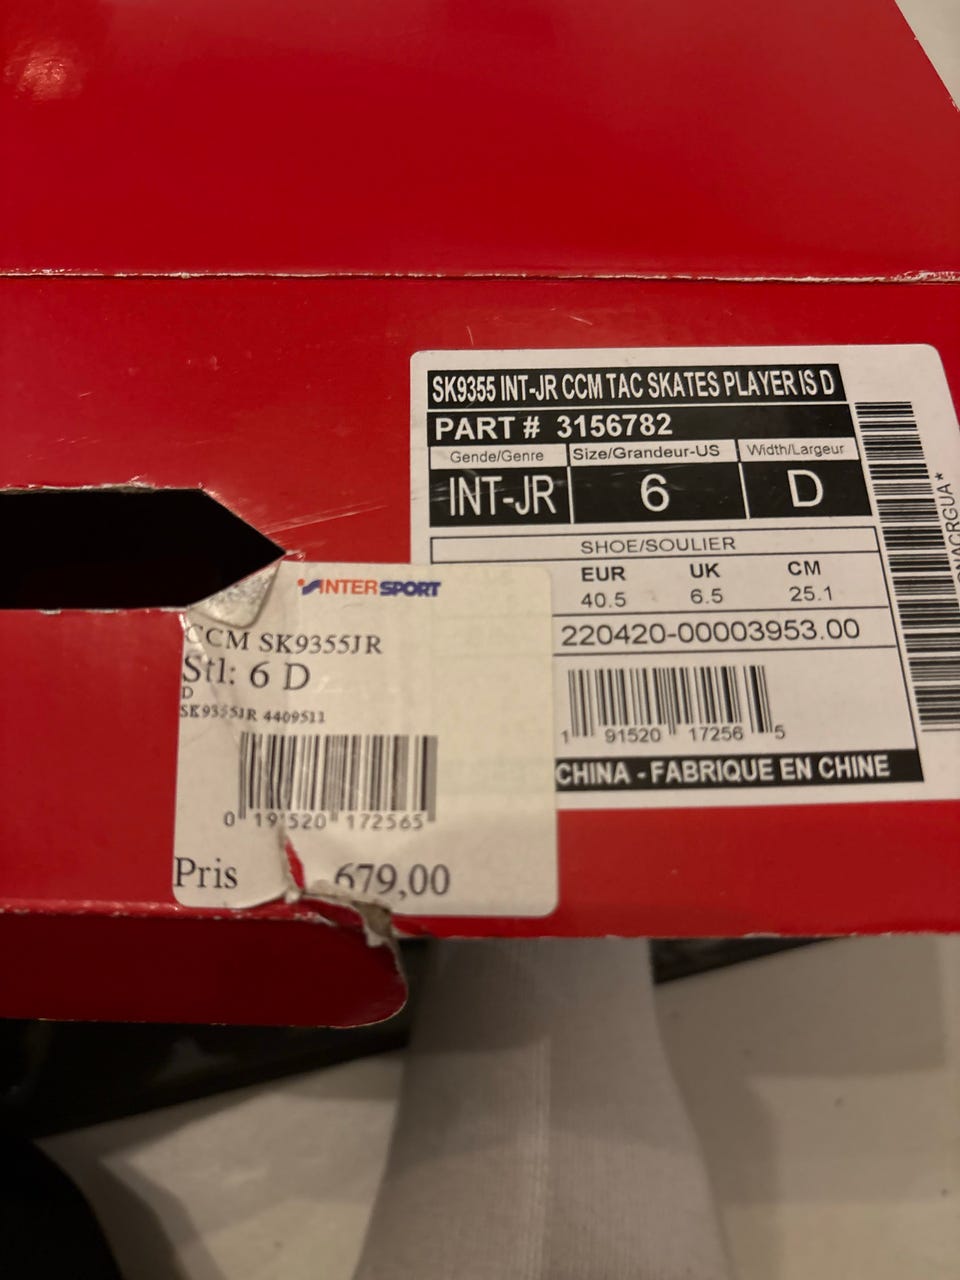 SK9355 INT-JR CCM TAC SKATES PLAYER IS D
PART # 3156782
Gende/Genre Size/Grandeur-US Width/Largeur
INT-JR 6 D
SHOE/SOULIER
EUR UK CM
40.5 6.5 25.1
220420-00003953.00
1 91520 17256 5
CHINA - FABRIQUE EN CHINE
INTERSPORT
CCM SK9355JR
Stl: 6 D
D
SK9355JR 4409511
0 19 520 172565
Pris 679,00